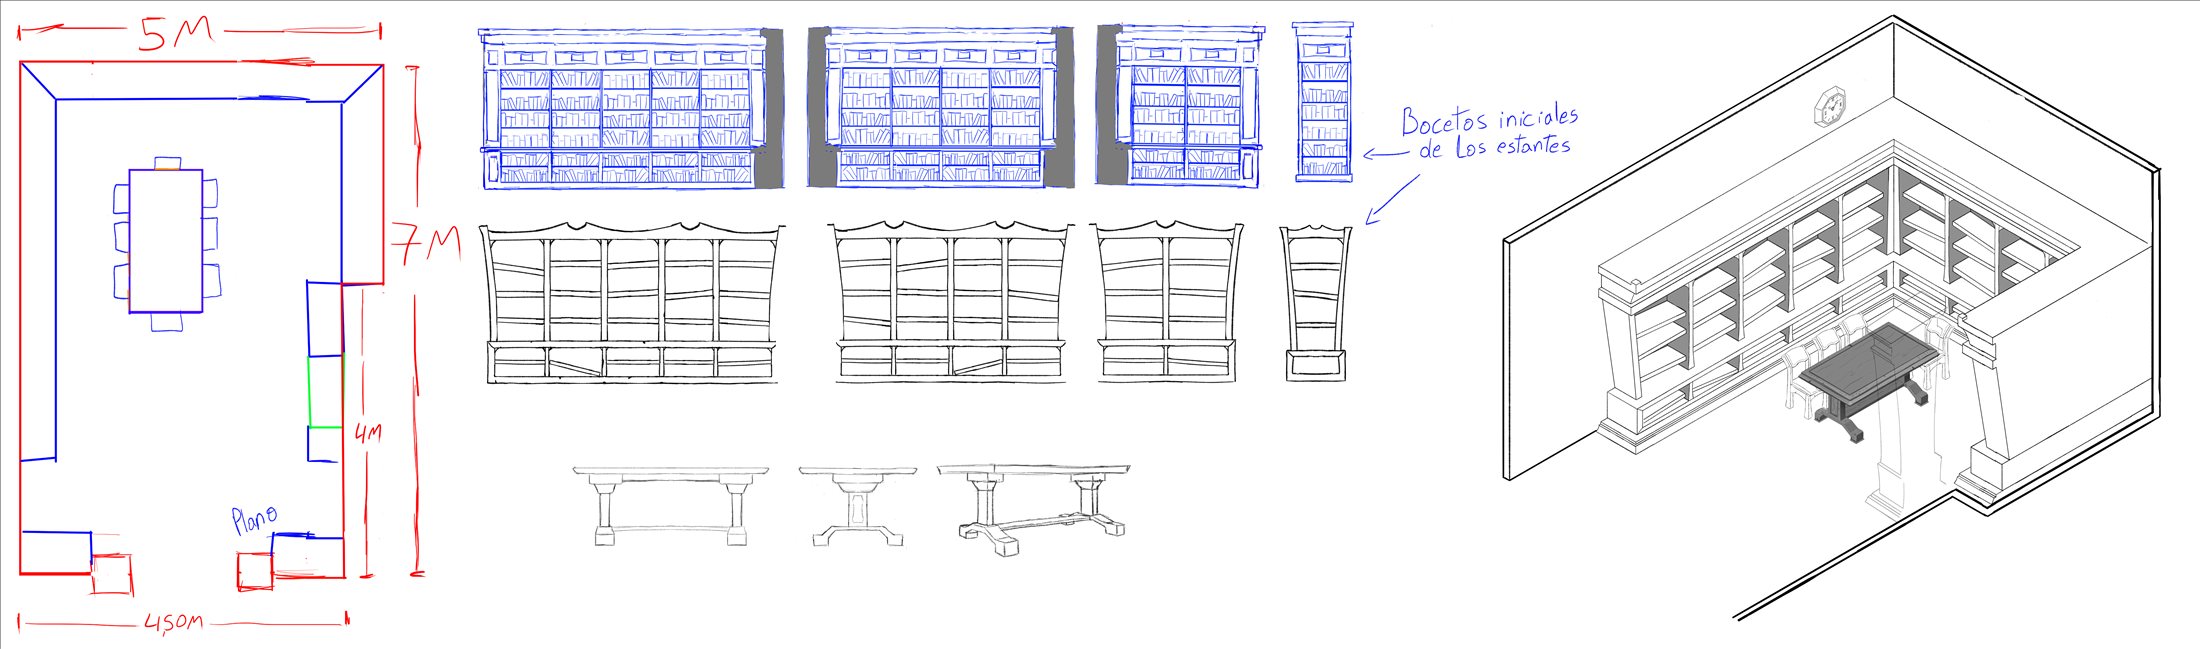 5M
7M
4M
Plano
4,50M
Bocetos iniciales
de Los estantes